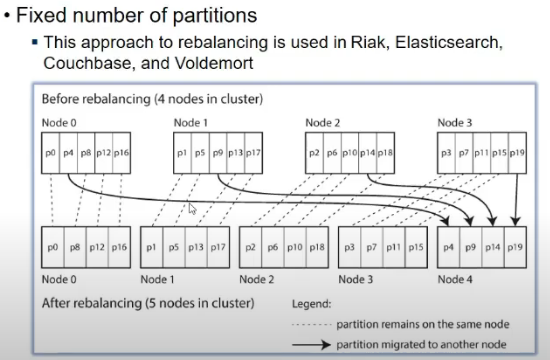 • Fixed number of partitions
▪ This approach to rebalancing is used in Riak, Elasticsearch,
Couchbase, and Voldemort
Before rebalancing (4 nodes in cluster)
Node 0 Node 1 Node 2 Node 3
p0 p4 p8 p12 p16 p1 p5 p9 p13 p17 p2 p6 p10 p14 p18 p3 p7 p11 p15 p19
p0 p8 p12 p16 p1 p5 p13 p17 p2 p6 p10 p18 p3 p7 p11 p15 p4 p9 p14 p19
Node 0 Node 1 Node 2 Node 3 Node 4
After rebalancing (5 nodes in cluster) Legend:
partition remains on the same node
partition migrated to another node